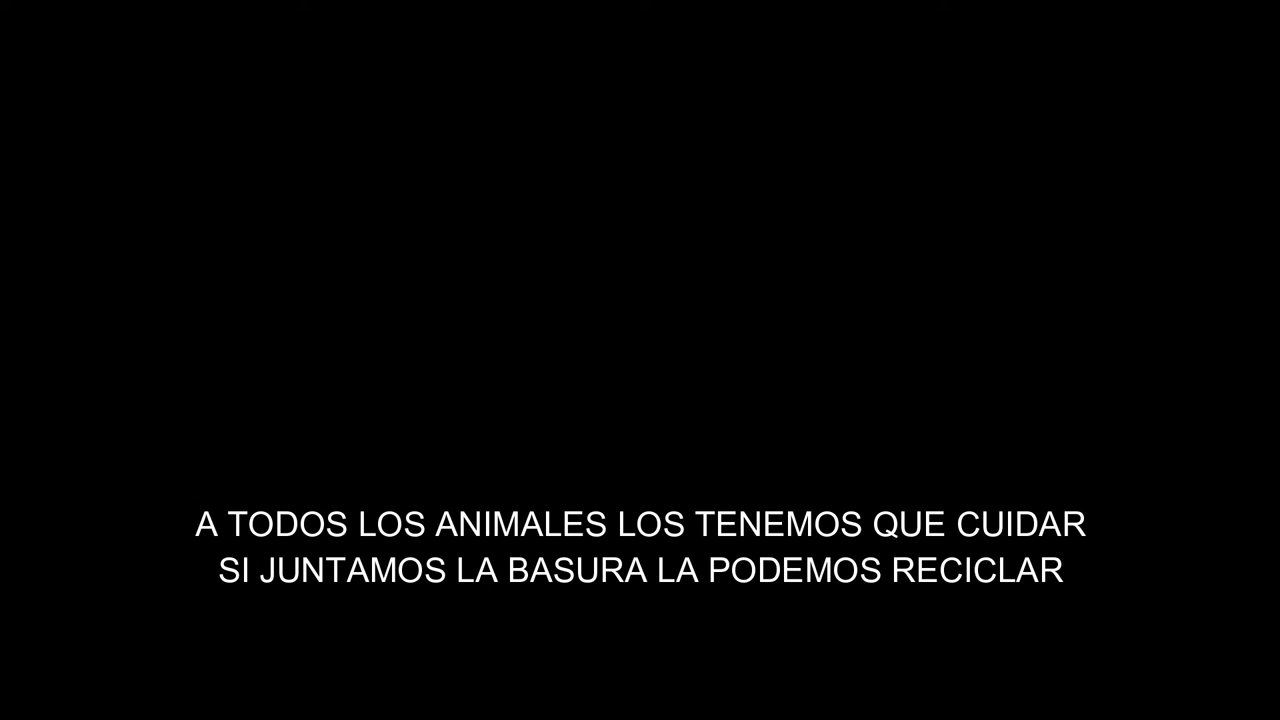 A TODOS LOS ANIMALES LOS TENEMOS QUE CUIDAR
SI JUNTAMOS LA BASURA LA PODEMOS RECICLAR